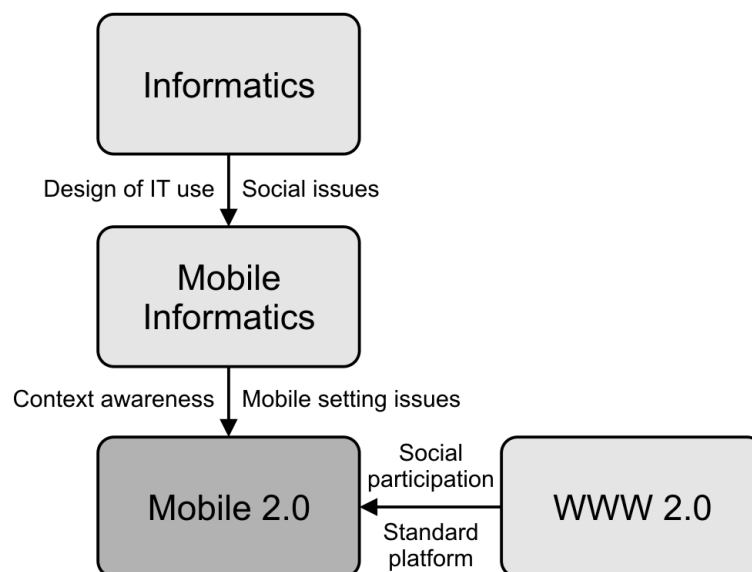 Informatics
Design of IT use Social issues
Mobile
Informatics
Context awareness Mobile setting issues
Social
participation
Mobile 2.0
WWW 2.0
Standard
platform